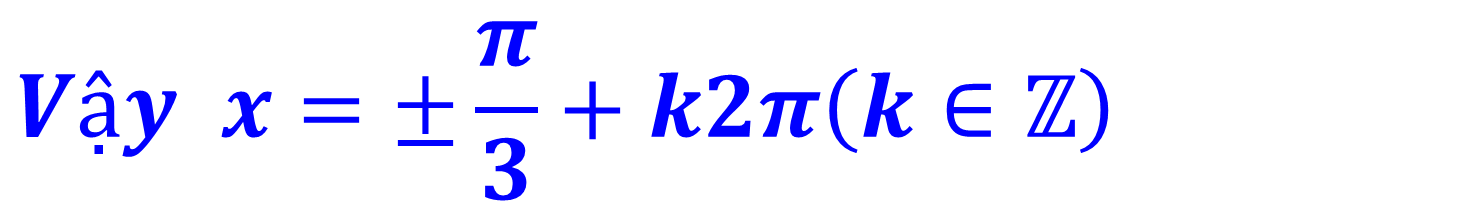 Vậy x = ± π/3 + k2π(k ∈ ℤ)